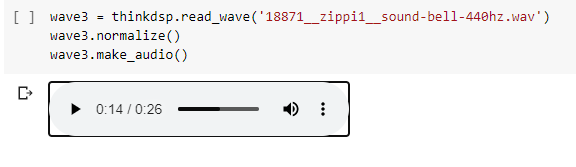 [ ] wave3 = thinkdsp.read_wave('18871__zippi1__sound-bell-440hz.wav')
wave3.normalize()
wave3.make_audio()
0:14 / 0:26